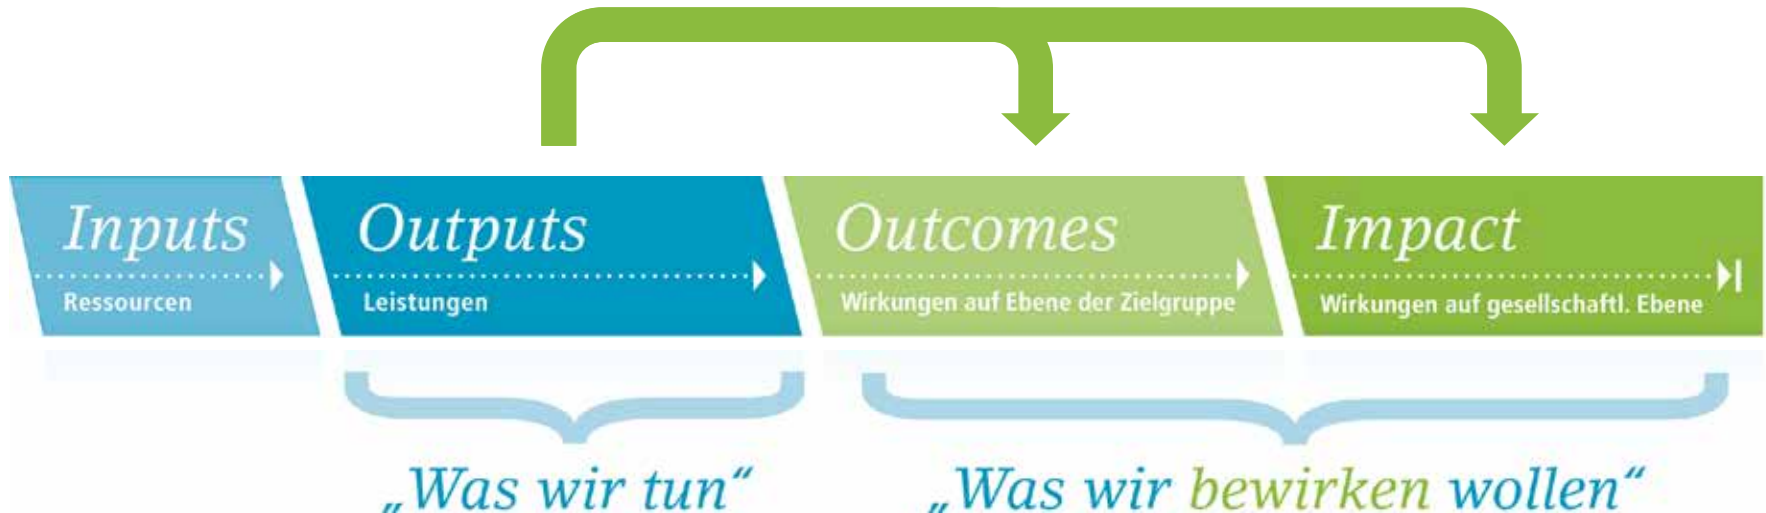 Inputs
Ressourcen
Outputs
Leistungen
Outcomes
Wirkungen auf Ebene der Zielgruppe
Impact
Wirkungen auf gesellschaftl. Ebene
„Was wir tun“
„Was wir bewirken wollen“